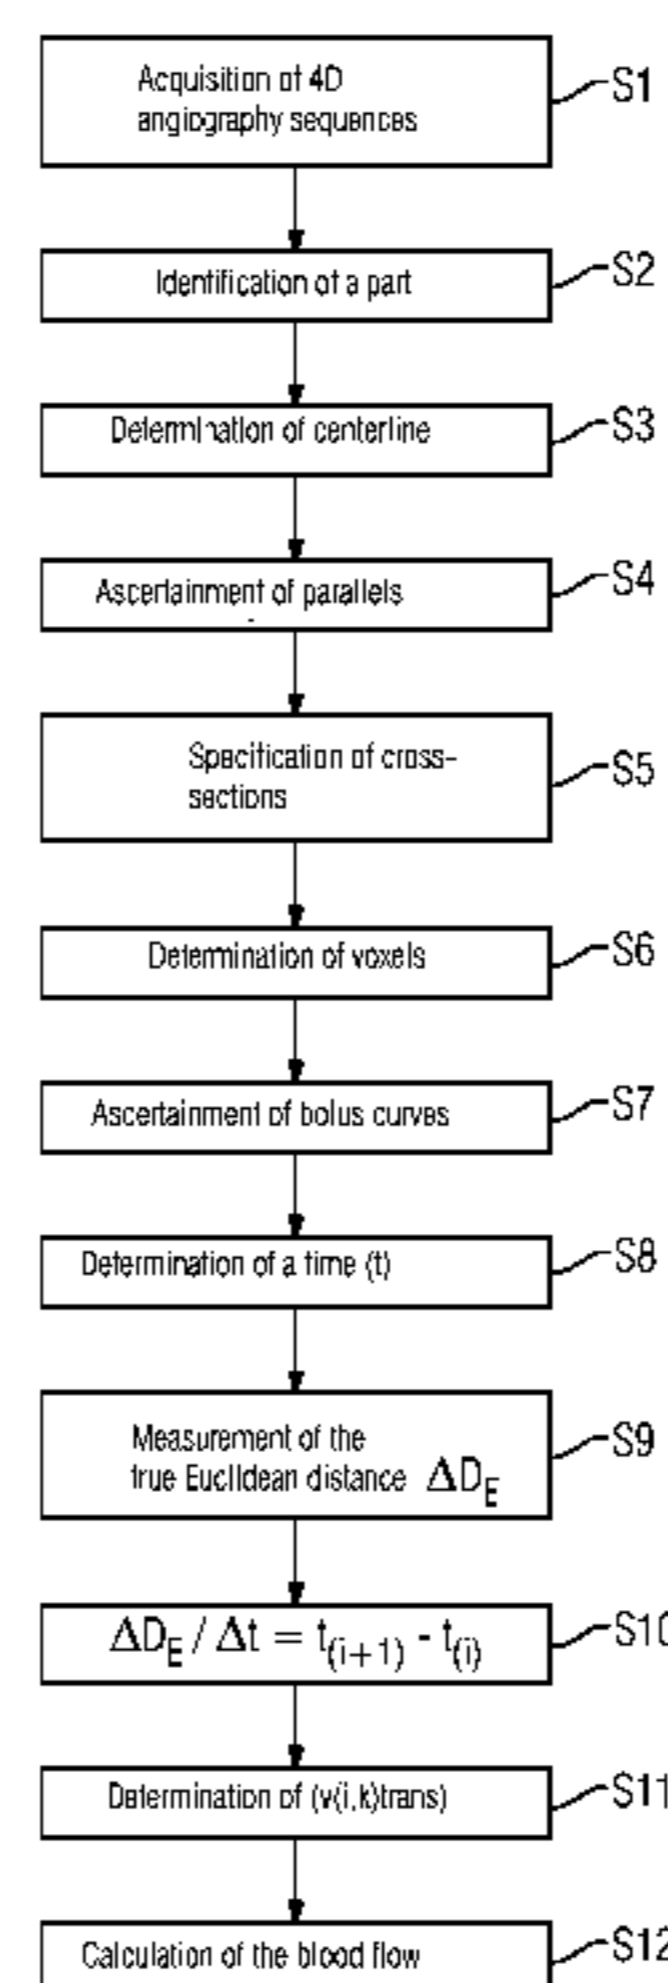 Acquisition of 4D
angiography sequences
S1
Identification of a part
S2
Determination of centerline
S3
Ascertainment of parallels
S4
Specification of cross-
sections
S5
Determination of voxels
S6
Ascertainment of bolus curves
S7
Determination of a time (t)
S8
Measurement of the
true Euclidean distance ΔD_E
S9
ΔD_E / Δt = t_(i+1) - t_(i)
S10
Determination of (v(i,k)trans)
S11
Calculation of the blood flow
S12